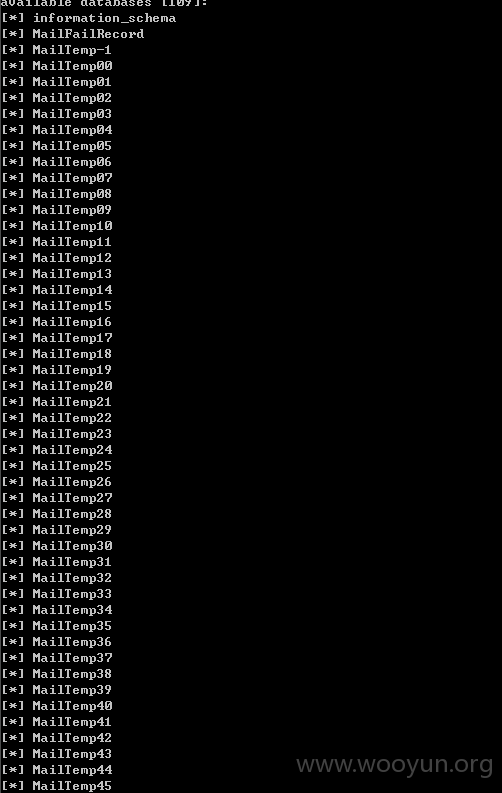 available databases [109]:
[*] information_schema
[*] MailFailRecord
[*] MailTemp-1
[*] MailTemp00
[*] MailTemp01
[*] MailTemp02
[*] MailTemp03
[*] MailTemp04
[*] MailTemp05
[*] MailTemp06
[*] MailTemp07
[*] MailTemp08
[*] MailTemp09
[*] MailTemp10
[*] MailTemp11
[*] MailTemp12
[*] MailTemp13
[*] MailTemp14
[*] MailTemp15
[*] MailTemp16
[*] MailTemp17
[*] MailTemp18
[*] MailTemp19
[*] MailTemp20
[*] MailTemp21
[*] MailTemp22
[*] MailTemp23
[*] MailTemp24
[*] MailTemp25
[*] MailTemp26
[*] MailTemp27
[*] MailTemp28
[*] MailTemp29
[*] MailTemp30
[*] MailTemp31
[*] MailTemp32
[*] MailTemp33
[*] MailTemp34
[*] MailTemp35
[*] MailTemp36
[*] MailTemp37
[*] MailTemp38
[*] MailTemp39
[*] MailTemp40
[*] MailTemp41
[*] MailTemp42
[*] MailTemp43
[*] MailTemp44
[*] MailTemp45
www.wooyun.org